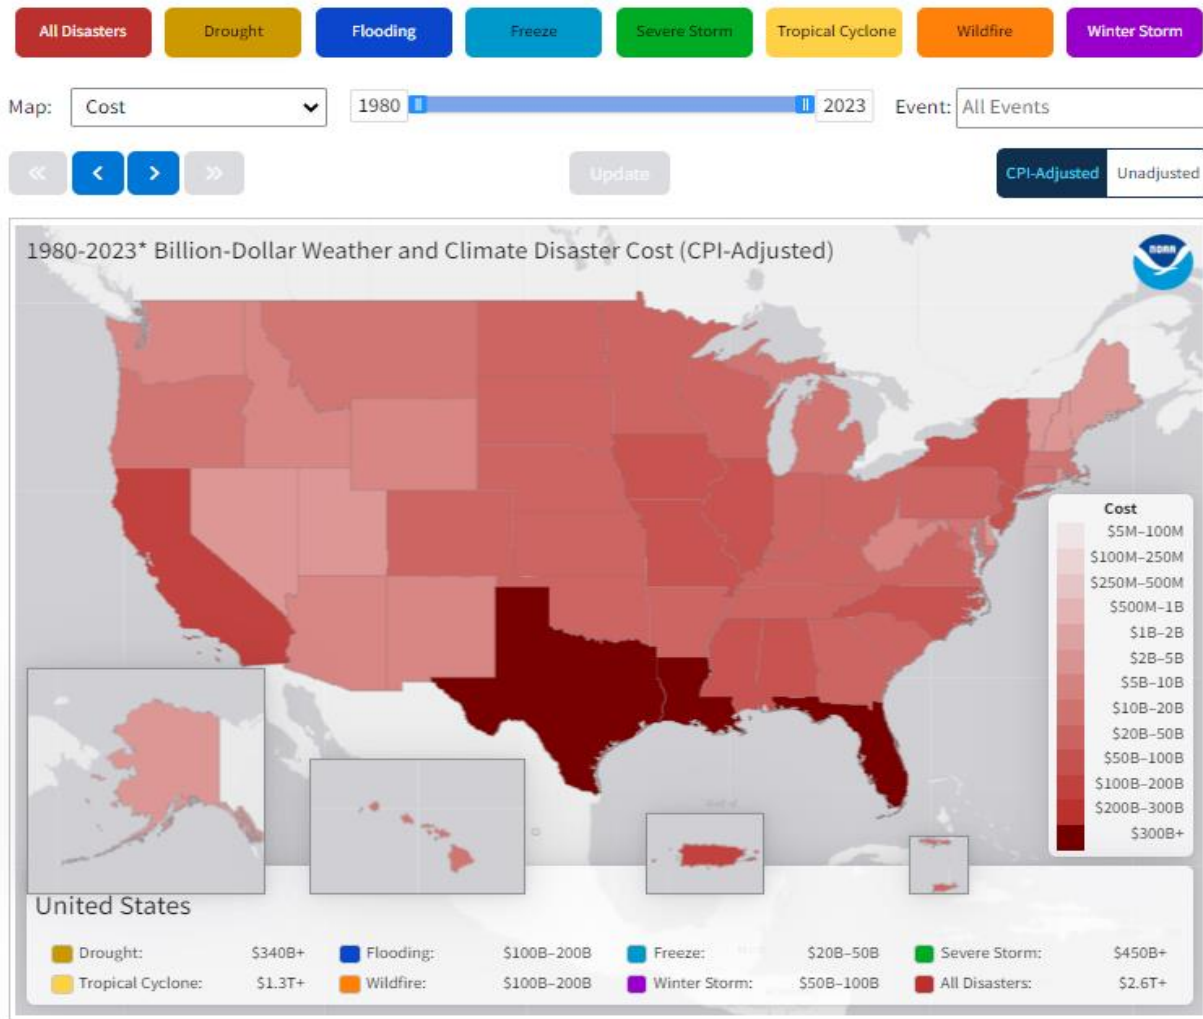 All Disasters Drought Flooding Freeze Severe Storm Tropical Cyclone Wildfire Winter Storm
Map: Cost 1980 2023 Event: All Events
« < > » Update CPI-Adjusted Unadjusted
1980-2023* Billion-Dollar Weather and Climate Disaster Cost (CPI-Adjusted)
NOAA
Cost
$5M–100M
$100M–250M
$250M–500M
$500M–1B
$1B–2B
$2B–5B
$5B–10B
$10B–20B
$20B–50B
$50B–100B
$100B–200B
$200B–300B
$300B+
United States
Drought: $340B+ Flooding: $100B–200B Freeze: $20B–50B Severe Storm: $450B+
Tropical Cyclone: $1.3T+ Wildfire: $100B–200B Winter Storm: $50B–100B All Disasters: $2.6T+